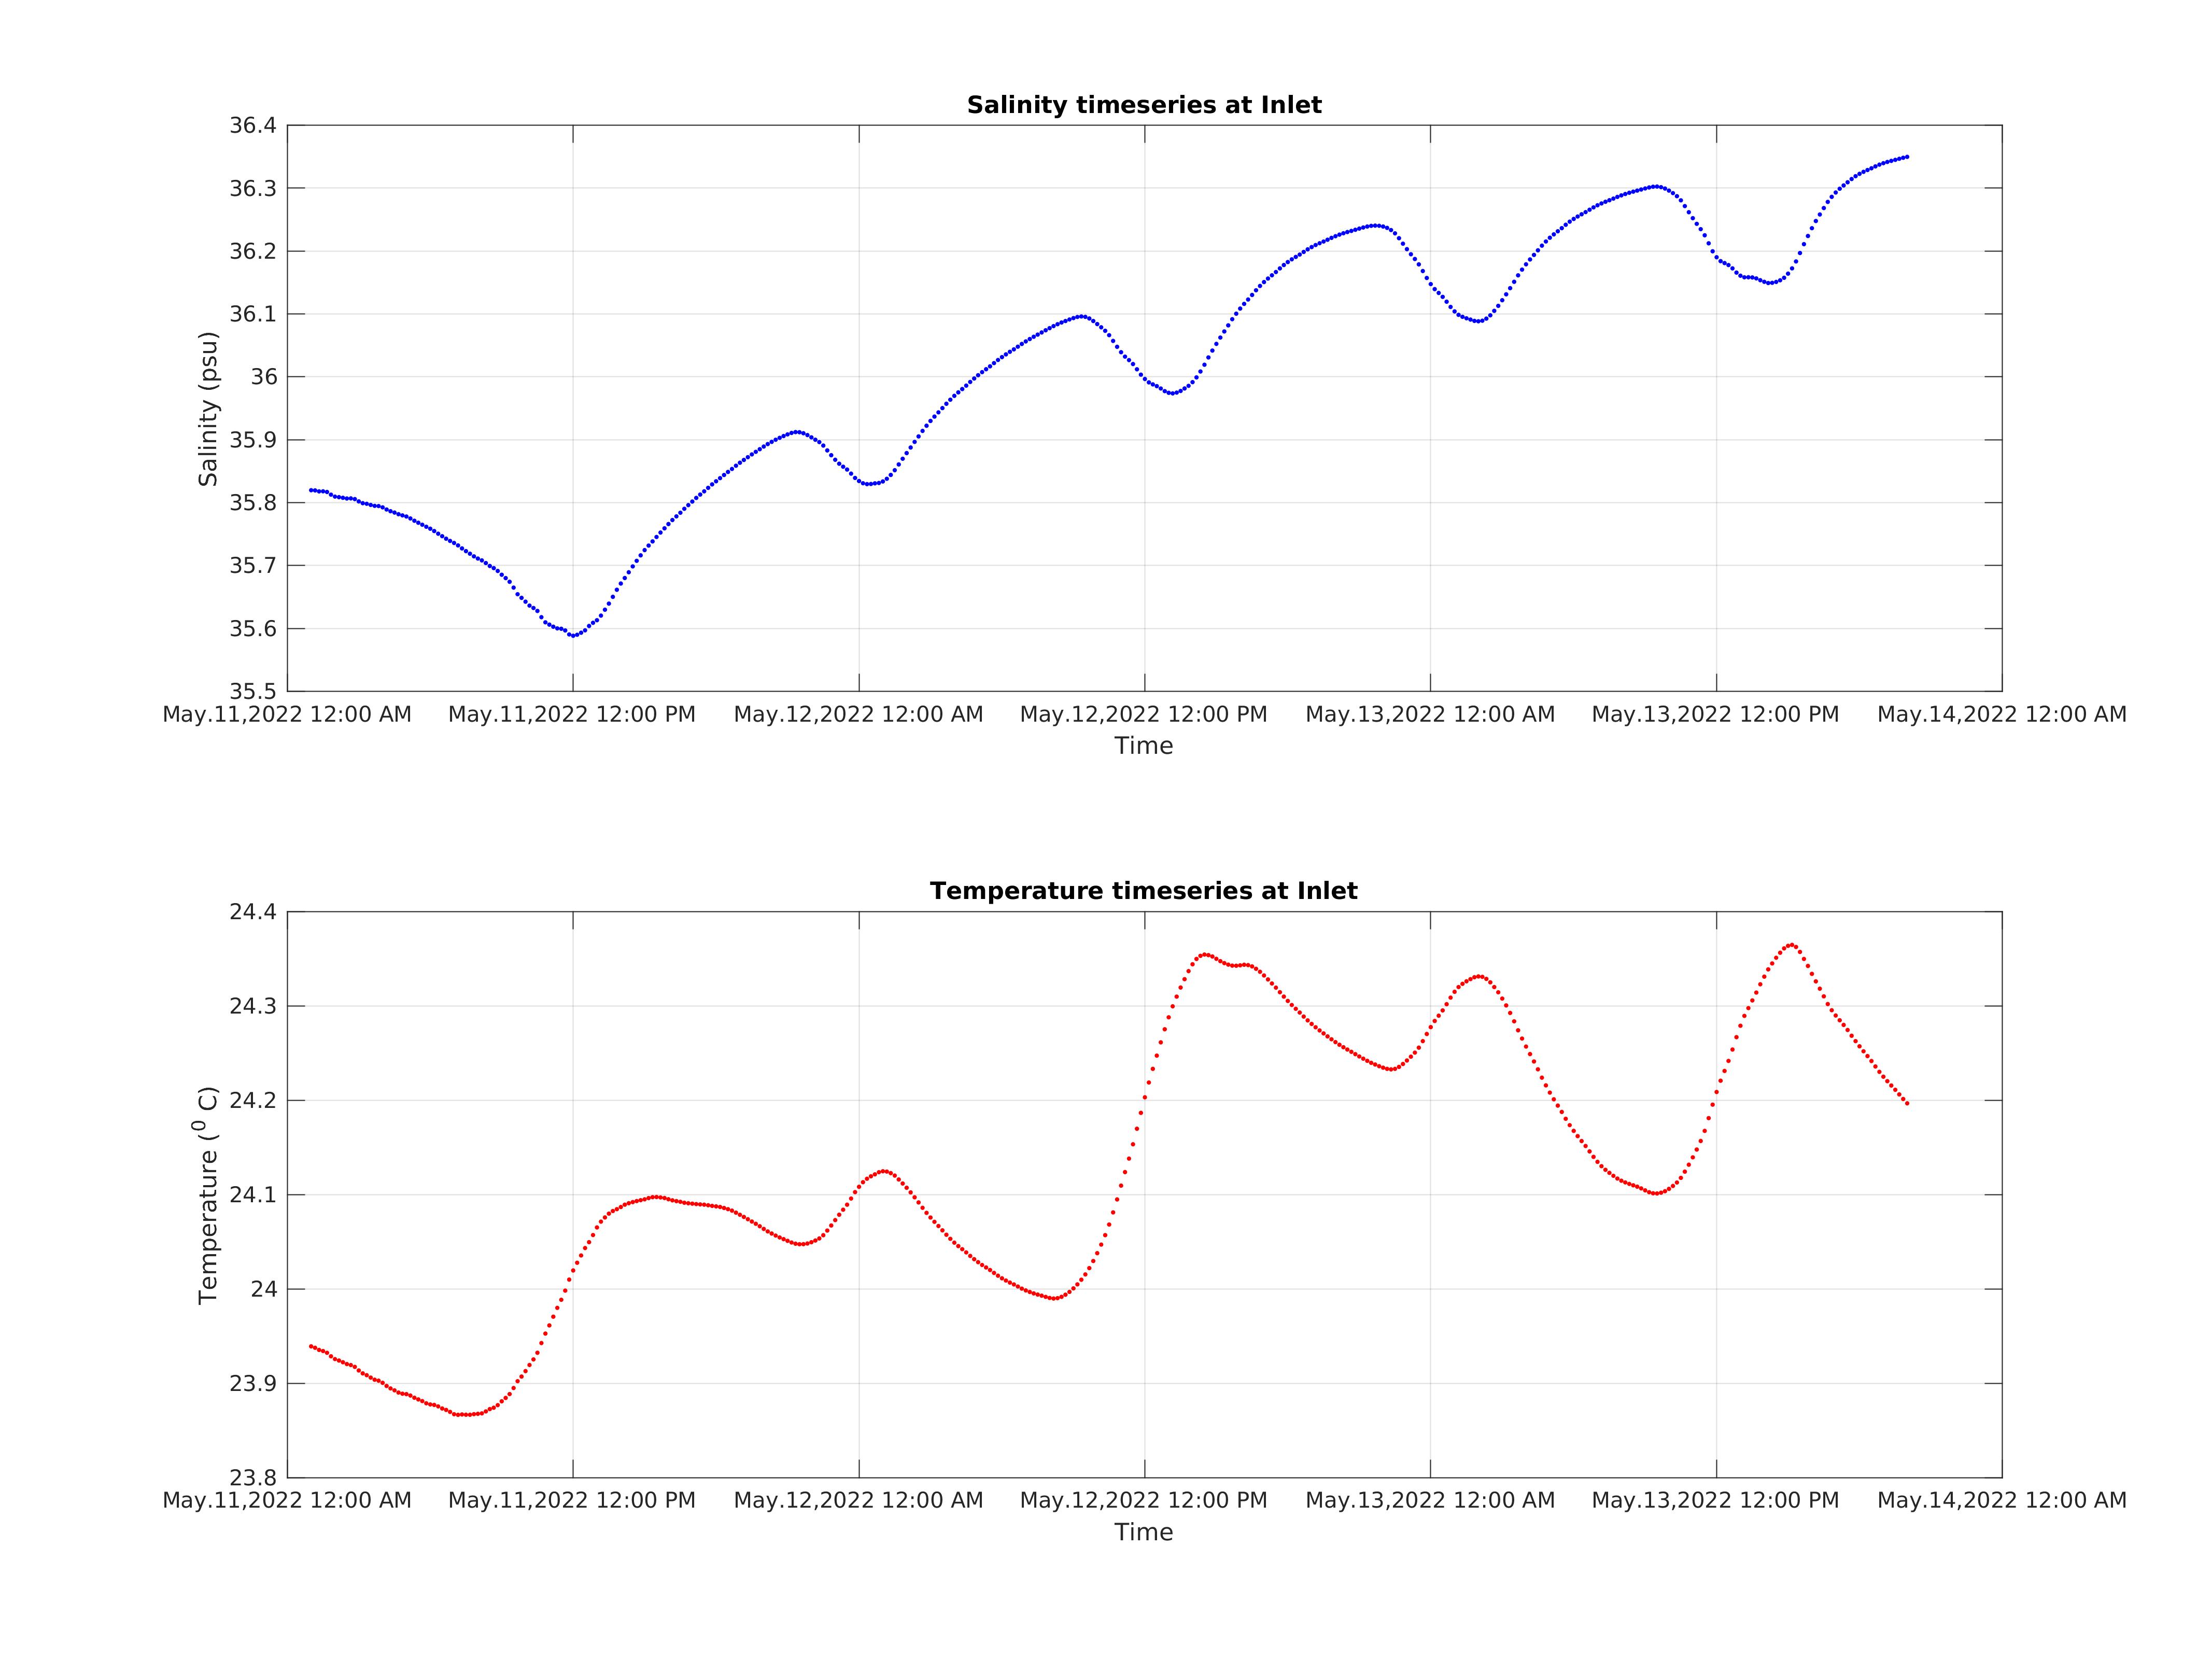 Salinity timeseries at Inlet
36.4
36.3
36.2
36.1
36
35.9
35.8
35.7
35.6
35.5
Salinity (psu)
May.11,2022 12:00 AM May.11,2022 12:00 PM May.12,2022 12:00 AM May.12,2022 12:00 PM May.13,2022 12:00 AM May.13,2022 12:00 PM May.14,2022 12:00 AM
Time
Temperature timeseries at Inlet
24.4
24.3
24.2
24.1
24
23.9
23.8
Temperature (⁰ C)
May.11,2022 12:00 AM May.11,2022 12:00 PM May.12,2022 12:00 AM May.12,2022 12:00 PM May.13,2022 12:00 AM May.13,2022 12:00 PM May.14,2022 12:00 AM
Time